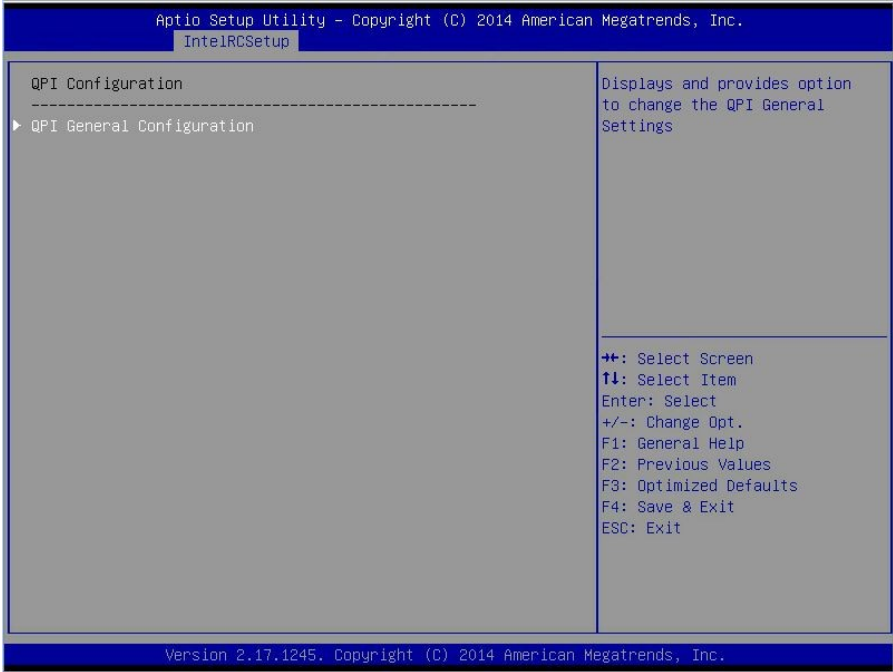 Aptio Setup Utility – Copyright (C) 2014 American Megatrends, Inc.
IntelRCSetup
QPI Configuration
--------------------------------------------------
QPI General Configuration
Displays and provides option
to change the QPI General
Settings
→←: Select Screen
↑↓: Select Item
Enter: Select
+/-: Change Opt.
F1: General Help
F2: Previous Values
F3: Optimized Defaults
F4: Save & Exit
ESC: Exit
Version 2.17.1245. Copyright (C) 2014 American Megatrends, Inc.